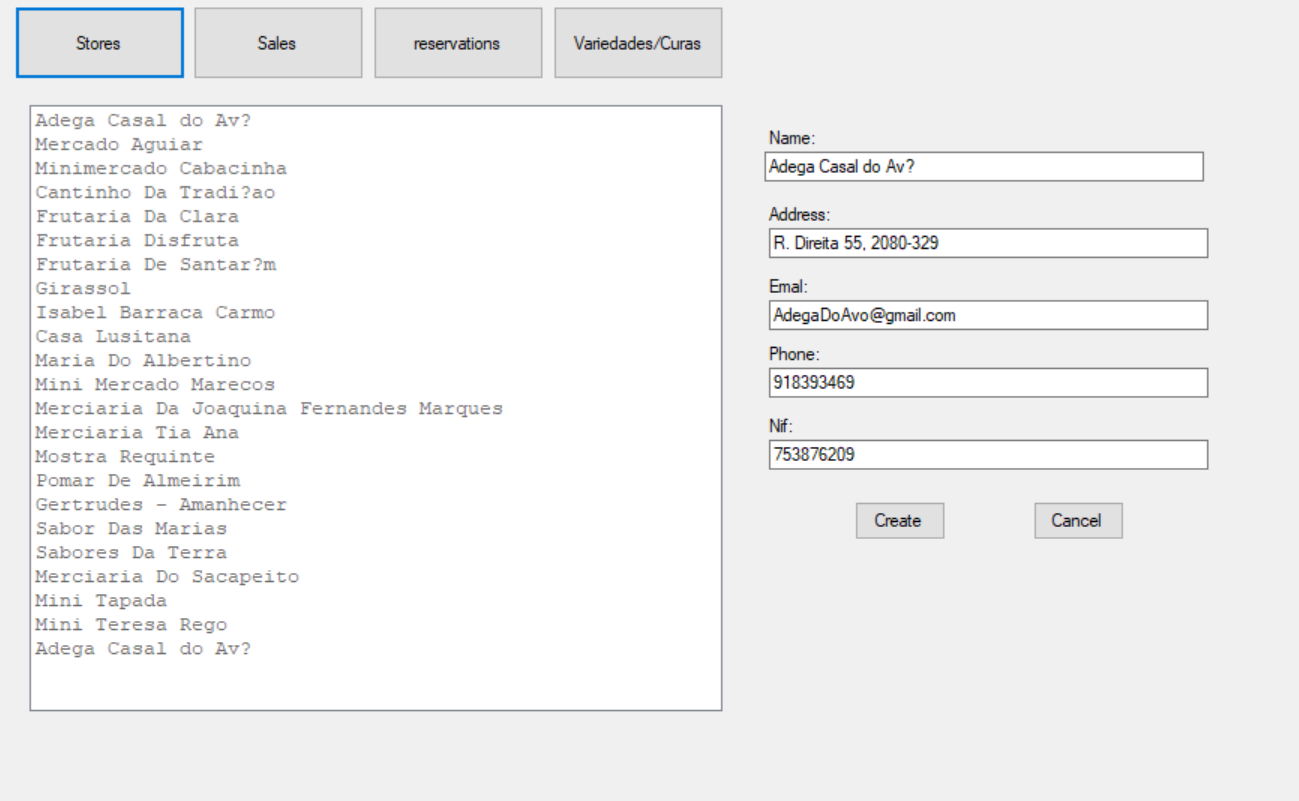 Stores
Sales
reservations
Variedades/Curas
Adega Casal do Av?
Mercado Aguiar
Minimercado Cabacinha
Cantinho Da Tradi?ao
Frutaria Da Clara
Frutaria Disfruta
Frutaria De Santar?m
Girassol
Isabel Barraca Carmo
Casa Lusitana
Maria Do Albertino
Mini Mercado Marecos
Merciaria Da Joaquina Fernandes Marques
Merciaria Tia Ana
Mostra Requinte
Pomar De Almeirim
Gertrudes - Amanhecer
Sabor Das Marias
Sabores Da Terra
Merciaria Do Sacapeito
Mini Tapada
Mini Teresa Rego
Adega Casal do Av?
Name:
Adega Casal do Av?
Address:
R. Direita 55, 2080-329
Emal:
AdegaDoAvo@gmail.com
Phone:
918393469
Nif:
753876209
Create
Cancel